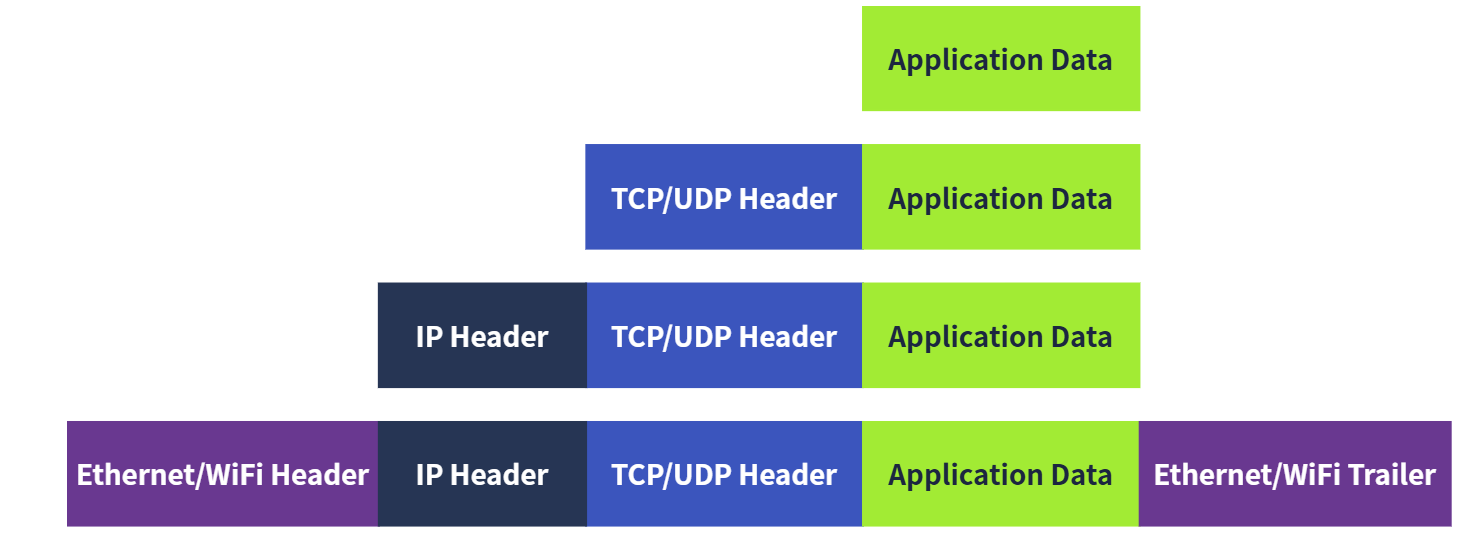 Application Data
TCP/UDP Header Application Data
IP Header TCP/UDP Header Application Data
Ethernet/WiFi Header IP Header TCP/UDP Header Application Data Ethernet/WiFi Trailer